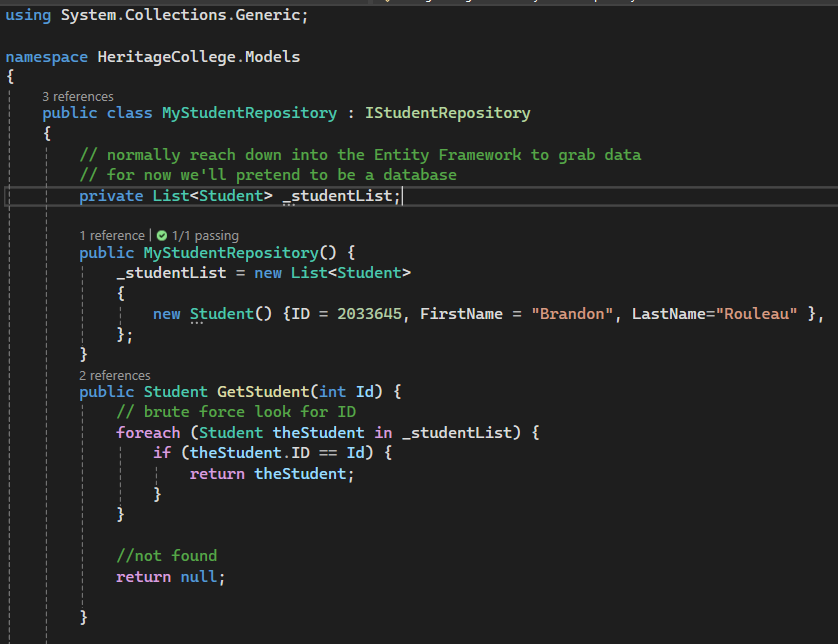 using System.Collections.Generic;
namespace HeritageCollege.Models
{
3 references
public class MyStudentRepository : IStudentRepository
{
// normally reach down into the Entity Framework to grab data
// for now we'll pretend to be a database
private List<Student> _studentList;
1 reference | 1/1 passing
public MyStudentRepository() {
_studentList = new List<Student>
{
new Student() {ID = 2033645, FirstName = "Brandon", LastName="Rouleau" },
};
}
2 references
public Student GetStudent(int Id) {
// brute force look for ID
foreach (Student theStudent in _studentList) {
if (theStudent.ID == Id) {
return theStudent;
}
}
//not found
return null;
}